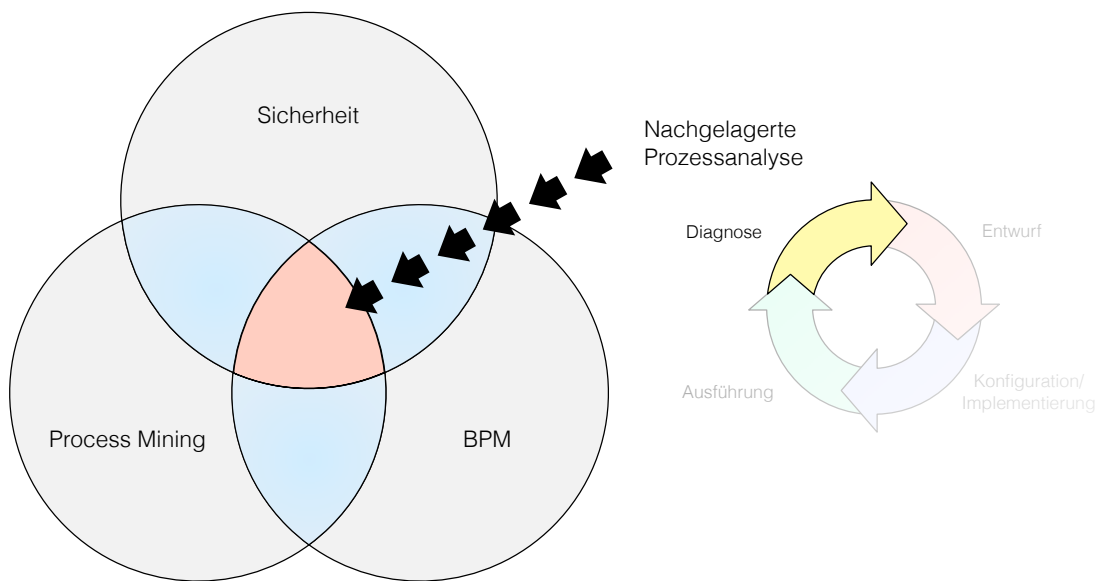 Sicherheit
Nachgelagerte
Prozessanalyse
Diagnose
Entwurf
Ausführung
Konfiguration/
Implementierung
Process Mining
BPM